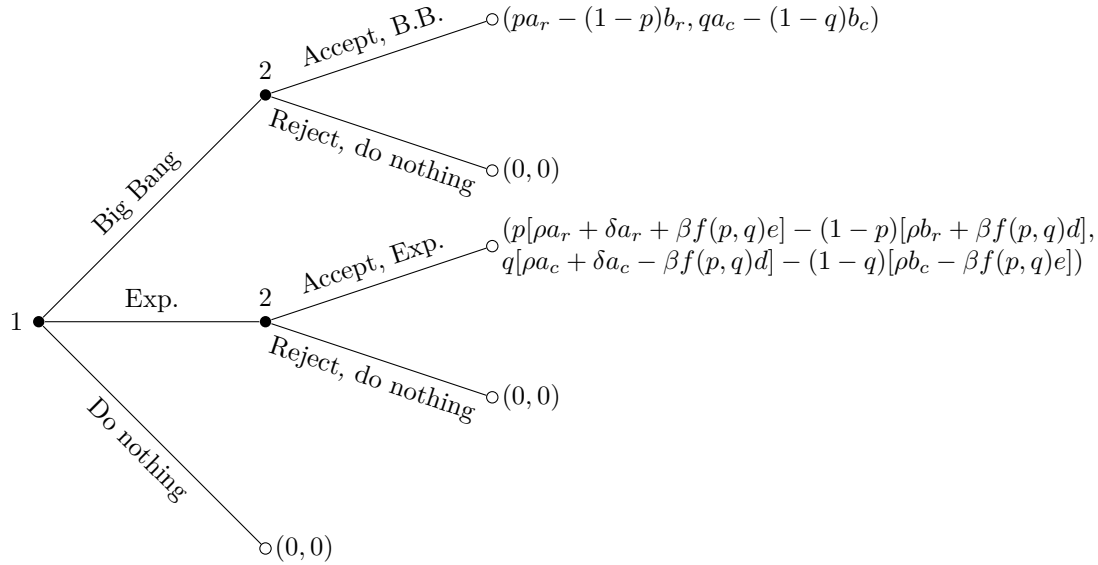 Accept, B.B.
(pa_r − (1 − p)b_r, qa_c − (1 − q)b_c)
2
Reject, do nothing
(0, 0)
Big Bang
(p[ρa_r + δa_r + βf(p, q)e] − (1 − p)[ρb_r + βf(p, q)d],
q[ρa_c + δa_c − βf(p, q)d] − (1 − q)[ρb_c − βf(p, q)e])
Accept, Exp.
2
Exp.
1
Reject, do nothing
(0, 0)
Do nothing
(0, 0)